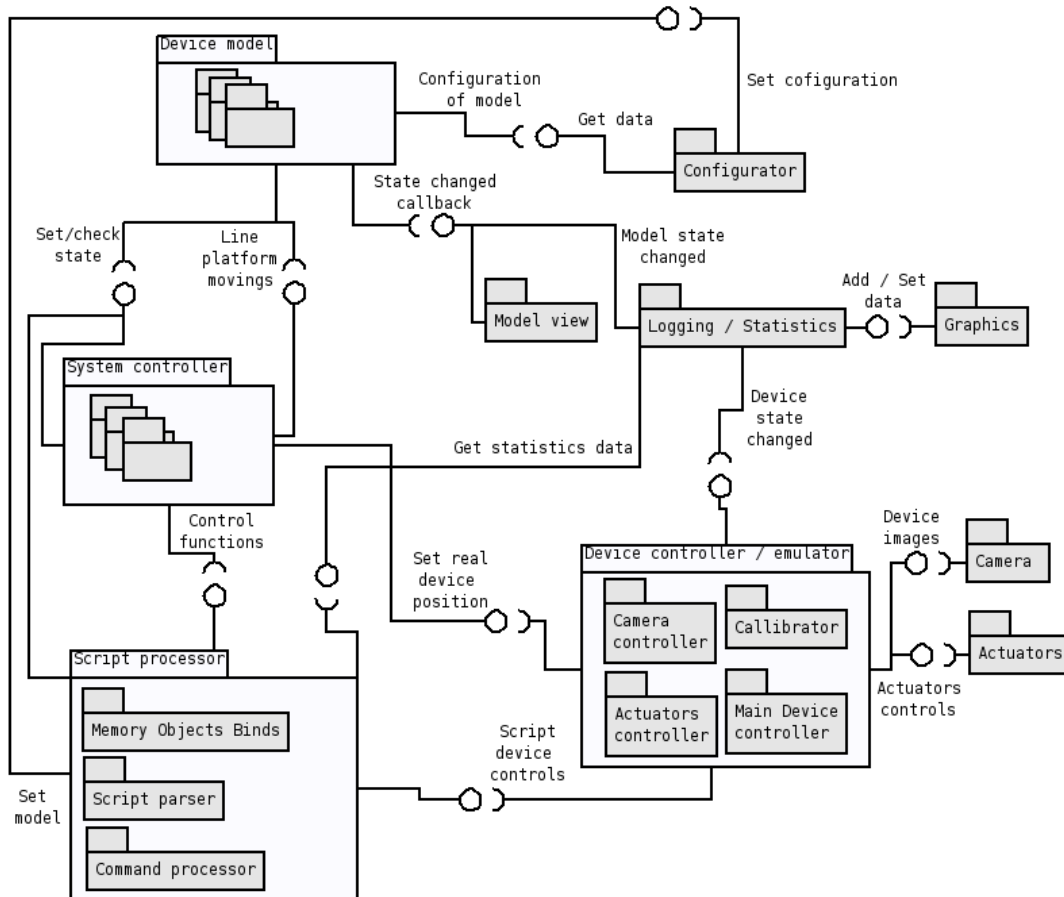 Device model
Configuration
of model
Set cofiguration
Get data
Configurator
State changed
callback
Set/check
state
Line
platform
movings
Model state
changed
Add / Set
data
Model view
Logging / Statistics
Graphics
System controller
Device
state
changed
Get statistics data
Control
functions
Device
images
Set real
device
position
Device controller / emulator
Camera
Camera
controller
Callibrator
Script processor
Actuators
Actuators
controls
Memory Objects Binds
Actuators
controller
Main Device
controller
Script
device
controls
Set
model
Script parser
Command processor